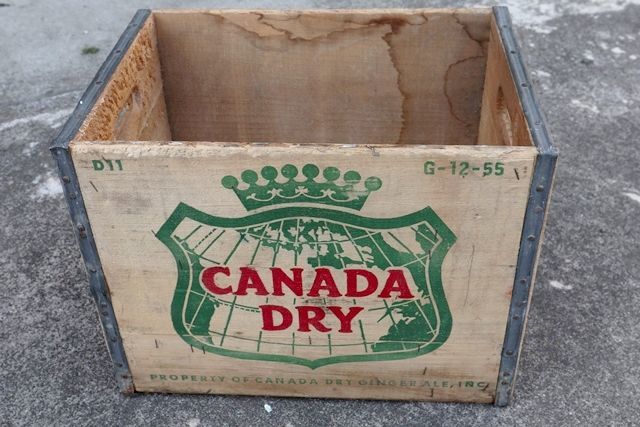 D11 G-12-55
CANADA
DRY
PROPERTY OF CANADA DRY GINGER ALE, INC